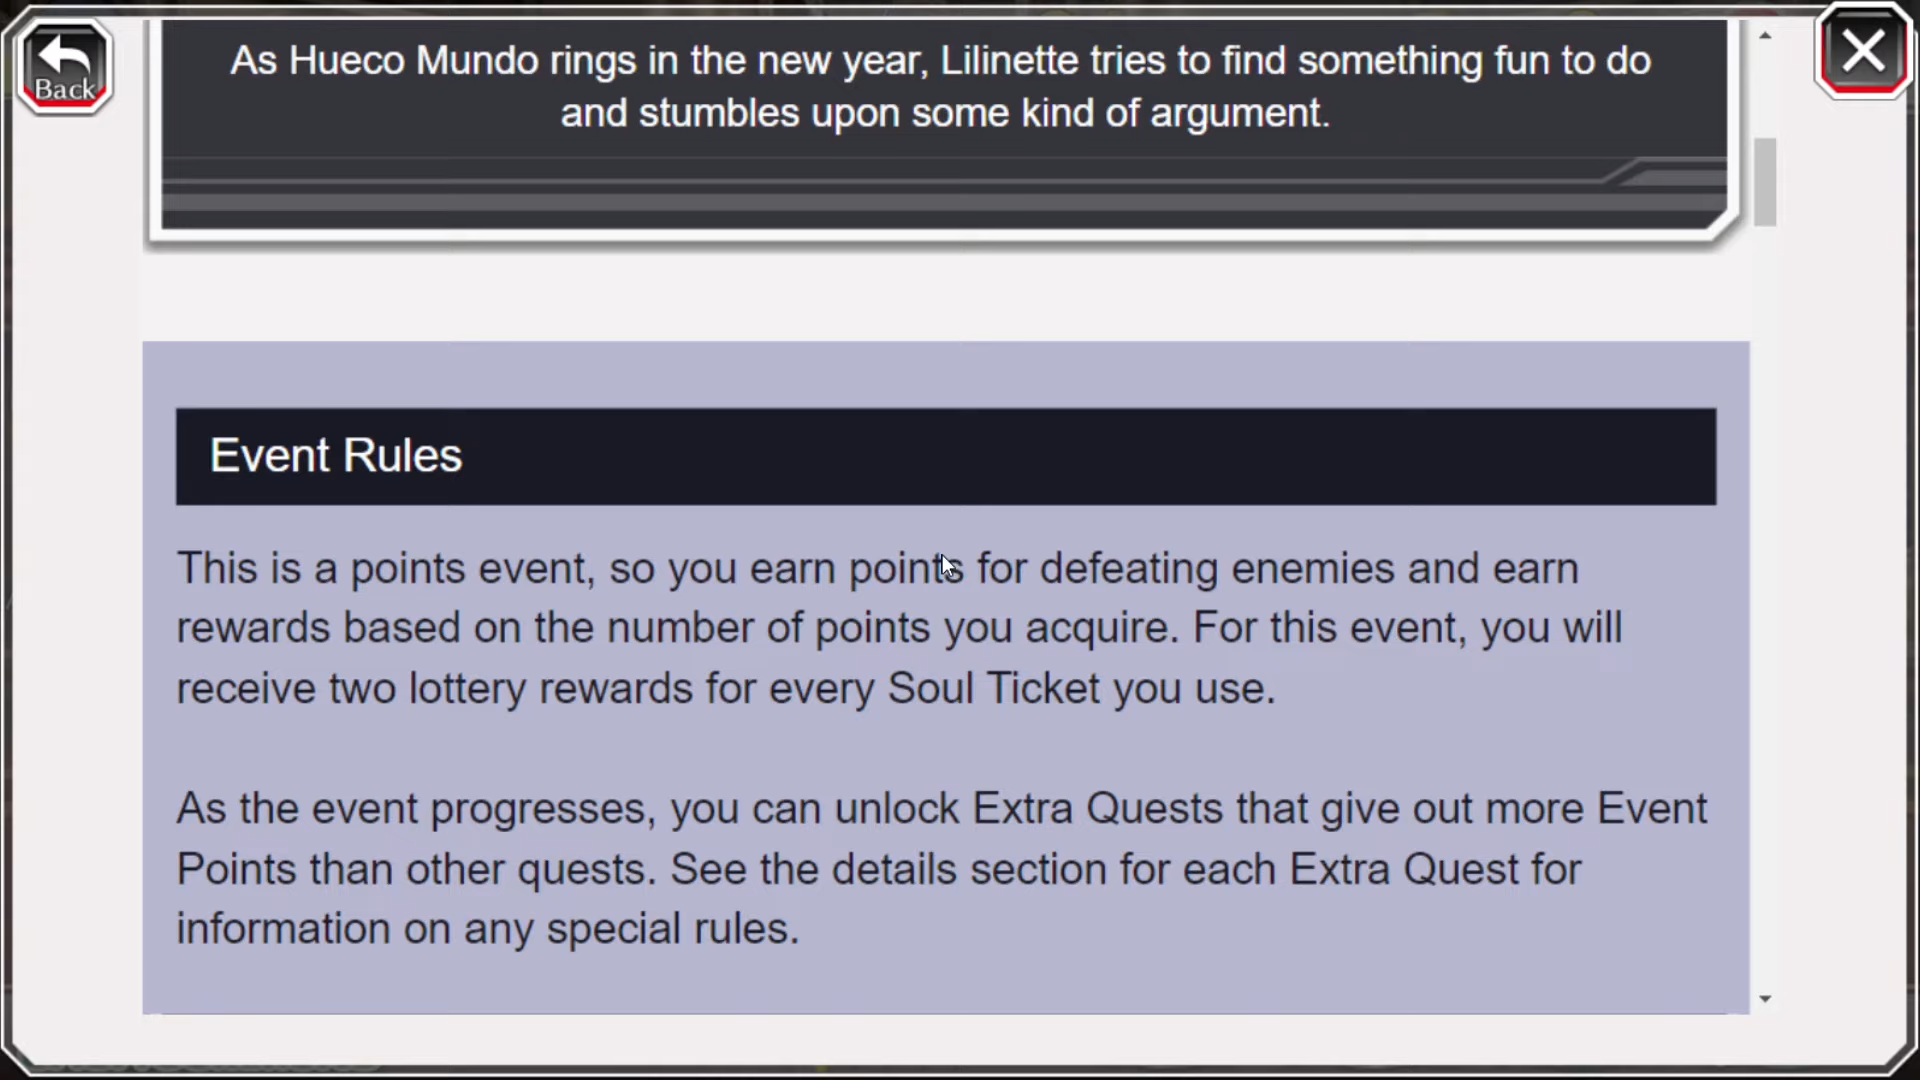 Back
As Hueco Mundo rings in the new year, Lilinette tries to find something fun to do
and stumbles upon some kind of argument.
Event Rules
This is a points event, so you earn points for defeating enemies and earn
rewards based on the number of points you acquire. For this event, you will
receive two lottery rewards for every Soul Ticket you use.
As the event progresses, you can unlock Extra Quests that give out more Event
Points than other quests. See the details section for each Extra Quest for
information on any special rules.